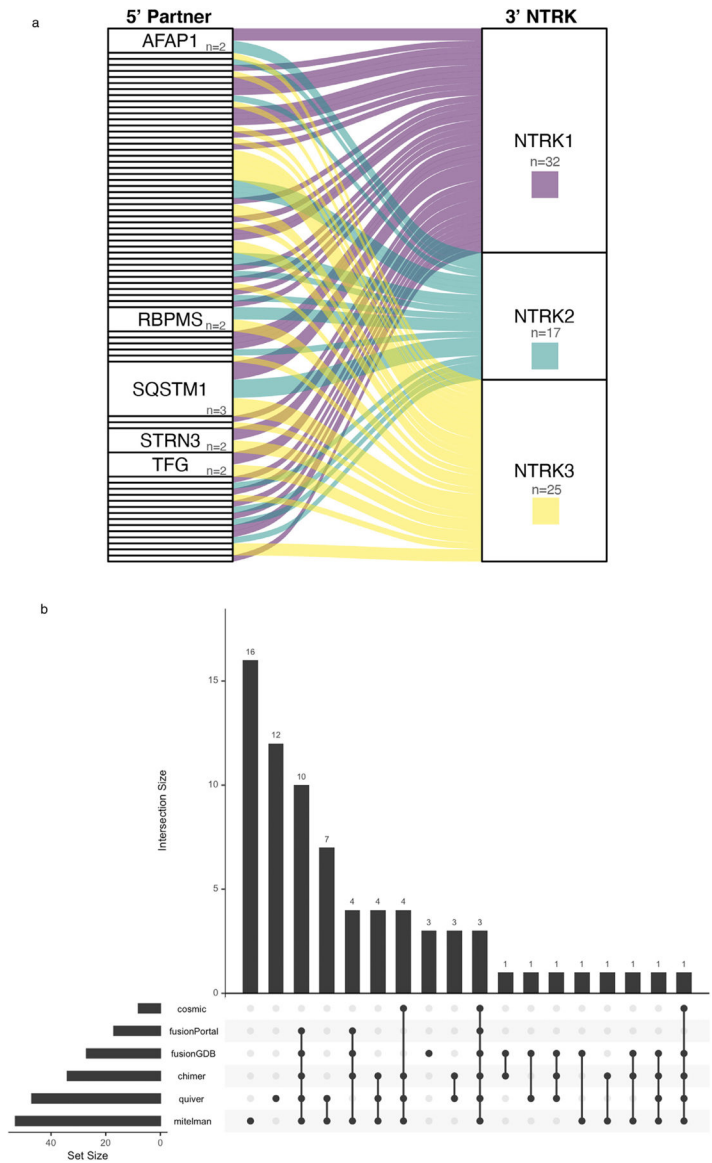 a
5' Partner
3' NTRK
AFAP1
n=2
RBPMS
n=2
SQSTM1
n=3
STRN3
n=2
TFG
n=2
NTRK1
n=32
NTRK2
n=17
NTRK3
n=25
b
16
12
10
7
4 4 4
3 3 3
1 1 1 1 1 1 1 1
15
10
5
0
Intersection Size
cosmic
fusionPortal
fusionGDB
chimer
quiver
mitelman
40 20 0
Set Size